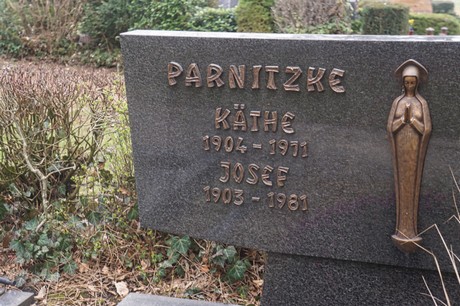 PARNITZKE
KÄTHE
1904 - 1971
JOSEF
1903 - 1981